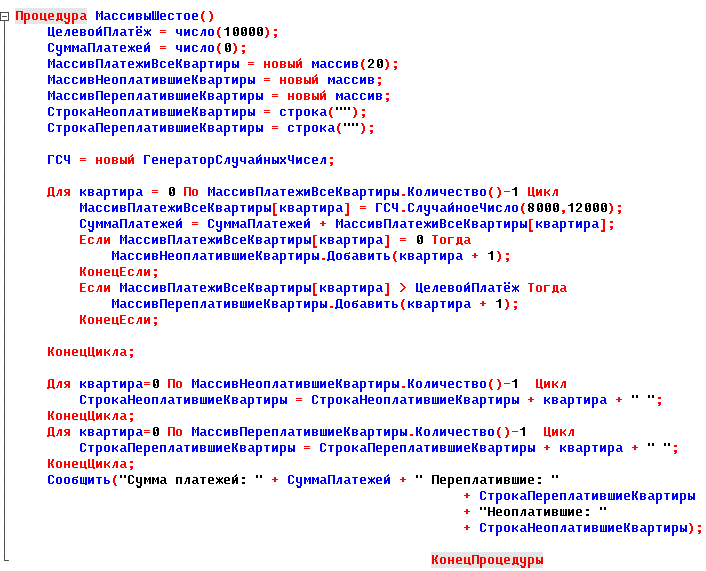 Процедура МассивыШестое()
ЦелевойПлатёж = число(10000);
СуммаПлатежей = число(0);
МассивПлатежиВсеКвартиры = новый массив(20);
МассивНеоплатившиеКвартиры = новый массив;
МассивПереплатившиеКвартиры = новый массив;
СтрокаНеоплатившиеКвартиры = строка("");
СтрокаПереплатившиеКвартиры = строка("");
ГСЧ = новый ГенераторСлучайныхЧисел;
Для квартира = 0 По МассивПлатежиВсеКвартиры.Количество()-1 Цикл
МассивПлатежиВсеКвартиры[квартира] = ГСЧ.СлучайноеЧисло(8000,12000);
СуммаПлатежей = СуммаПлатежей + МассивПлатежиВсеКвартиры[квартира];
Если МассивПлатежиВсеКвартиры[квартира] = 0 Тогда
МассивНеоплатившиеКвартиры.Добавить(квартира + 1);
КонецЕсли;
Если МассивПлатежиВсеКвартиры[квартира] > ЦелевойПлатёж Тогда
МассивПереплатившиеКвартиры.Добавить(квартира + 1);
КонецЕсли;
КонецЦикла;
Для квартира=0 По МассивНеоплатившиеКвартиры.Количество()-1  Цикл
СтрокаНеоплатившиеКвартиры = СтрокаНеоплатившиеКвартиры + квартира + " ";
КонецЦикла;
Для квартира=0 По МассивПереплатившиеКвартиры.Количество()-1  Цикл
СтрокаПереплатившиеКвартиры = СтрокаПереплатившиеКвартиры + квартира + " ";
КонецЦикла;
Сообщить("Сумма платежей: " + СуммаПлатежей + " Переплатившие: "
+ СтрокаПереплатившиеКвартиры
+ "Неоплатившие: "
+ СтрокаНеоплатившиеКвартиры);
КонецПроцедуры